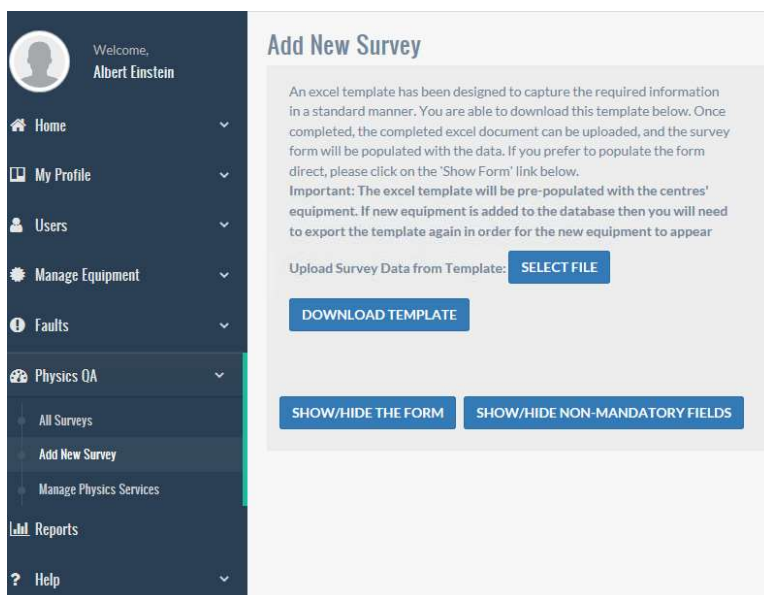 Welcome,
Albert Einstein
Home
My Profile
Users
Manage Equipment
Faults
Physics QA
All Surveys
Add New Survey
Manage Physics Services
Reports
? Help
Add New Survey
An excel template has been designed to capture the required information
in a standard manner. You are able to download this template below. Once
completed, the completed excel document can be uploaded, and the survey
form will be populated with the data. If you prefer to populate the form
direct, please click on the 'Show Form' link below.
Important: The excel template will be pre-populated with the centres'
equipment. If new equipment is added to the database then you will need
to export the template again in order for the new equipment to appear
Upload Survey Data from Template: SELECT FILE
DOWNLOAD TEMPLATE
SHOW/HIDE THE FORM SHOW/HIDE NON-MANDATORY FIELDS